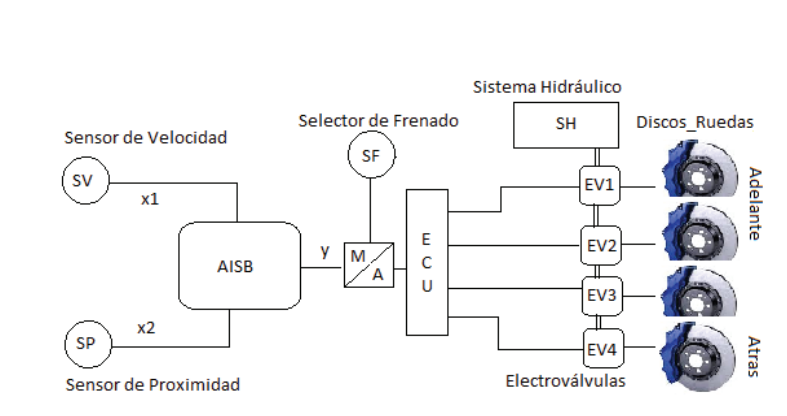 Sistema Hidráulico
SH
Selector de Frenado
SF
Discos_Ruedas
Sensor de Velocidad
SV
x1
AISB
y
M
A
E
C
U
EV1
EV2
EV3
EV4
Adelante
Atras
x2
SP
Sensor de Proximidad
Electroválvulas